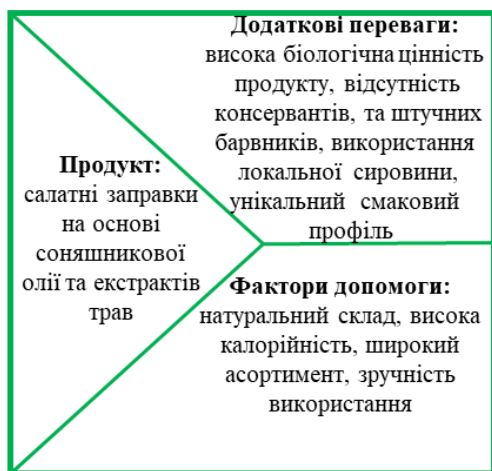 Продукт:
салатні заправки
на основі
соняшникової
олії та екстрактів
трав
Додаткові переваги:
висока біологічна цінність
продукту, відсутність
консервантів, та штучних
барвників, використання
локальної сировини,
унікальний смаковий
профіль
Фактори допомоги:
натуральний склад, висока
калорійність, широкий
асортимент, зручність
використання